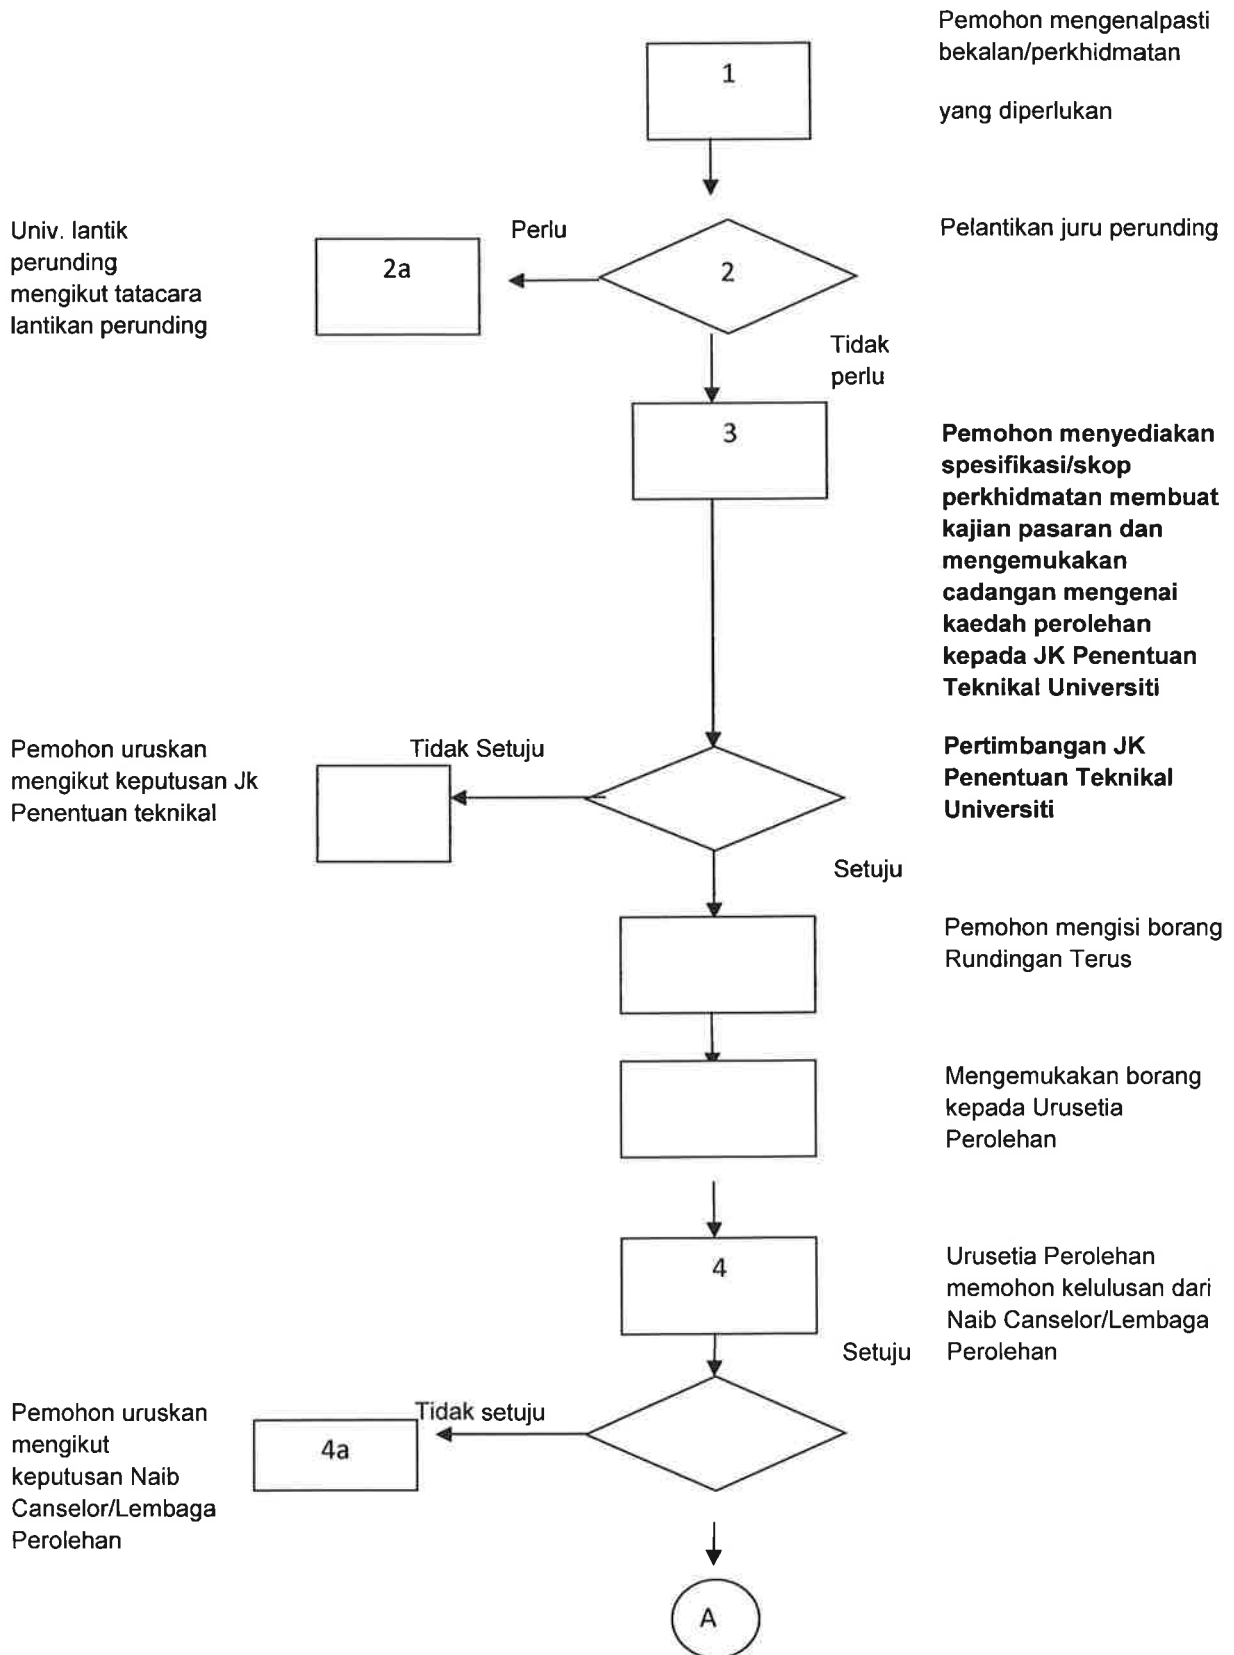 Pemohon mengenalpasti
bekalan/perkhidmatan
yang diperlukan
1
Univ. lantik
perunding
mengikut tatacara
lantikan perunding
2a
Perlu
2
Pelantikan juru perunding
Tidak
perlu
3
Pemohon menyediakan
spesifikasi/skop
perkhidmatan membuat
kajian pasaran dan
mengemukakan
cadangan mengenai
kaedah perolehan
kepada JK Penentuan
Teknikal Universiti
Pemohon uruskan
mengikut keputusan Jk
Penentuan teknikal
Tidak Setuju
Pertimbangan JK
Penentuan Teknikal
Universiti
Setuju
Pemohon mengisi borang
Rundingan Terus
Mengemukakan borang
kepada Urusetia
Perolehan
4
Urusetia Perolehan
memohon kelulusan dari
Naib Canselor/Lembaga
Perolehan
Setuju
Pemohon uruskan
mengikut
keputusan Naib
Canselor/Lembaga
Perolehan
4a
Tidak setuju
A